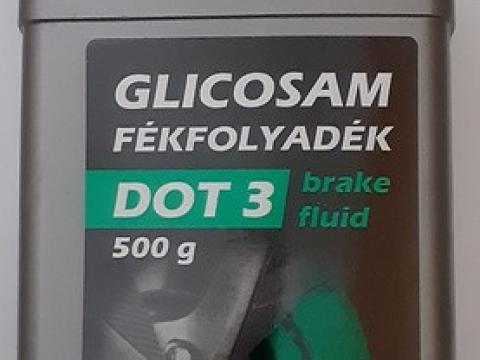 GLICOSAM
FÉKFOLYADÉK
DOT 3 brake
fluid
500 g